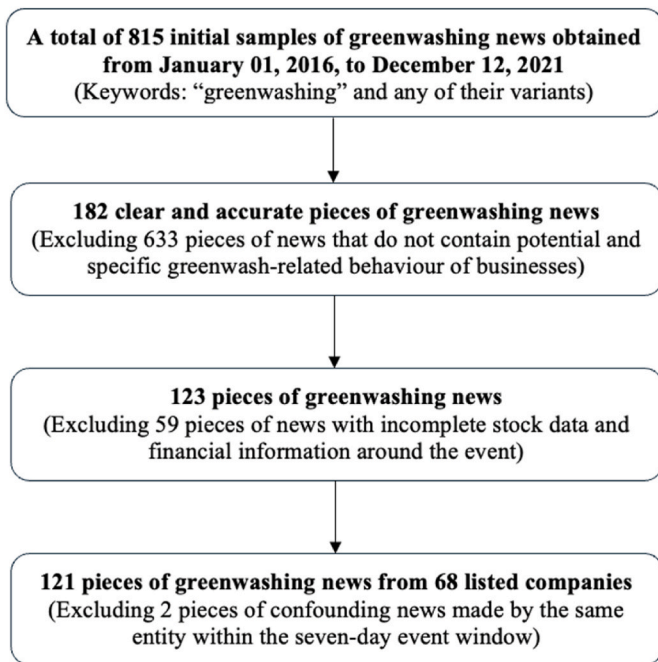 A total of 815 initial samples of greenwashing news obtained
from January 01, 2016, to December 12, 2021
(Keywords: “greenwashing” and any of their variants)
182 clear and accurate pieces of greenwashing news
(Excluding 633 pieces of news that do not contain potential and
specific greenwash-related behaviour of businesses)
123 pieces of greenwashing news
(Excluding 59 pieces of news with incomplete stock data and
financial information around the event)
121 pieces of greenwashing news from 68 listed companies
(Excluding 2 pieces of confounding news made by the same
entity within the seven-day event window)